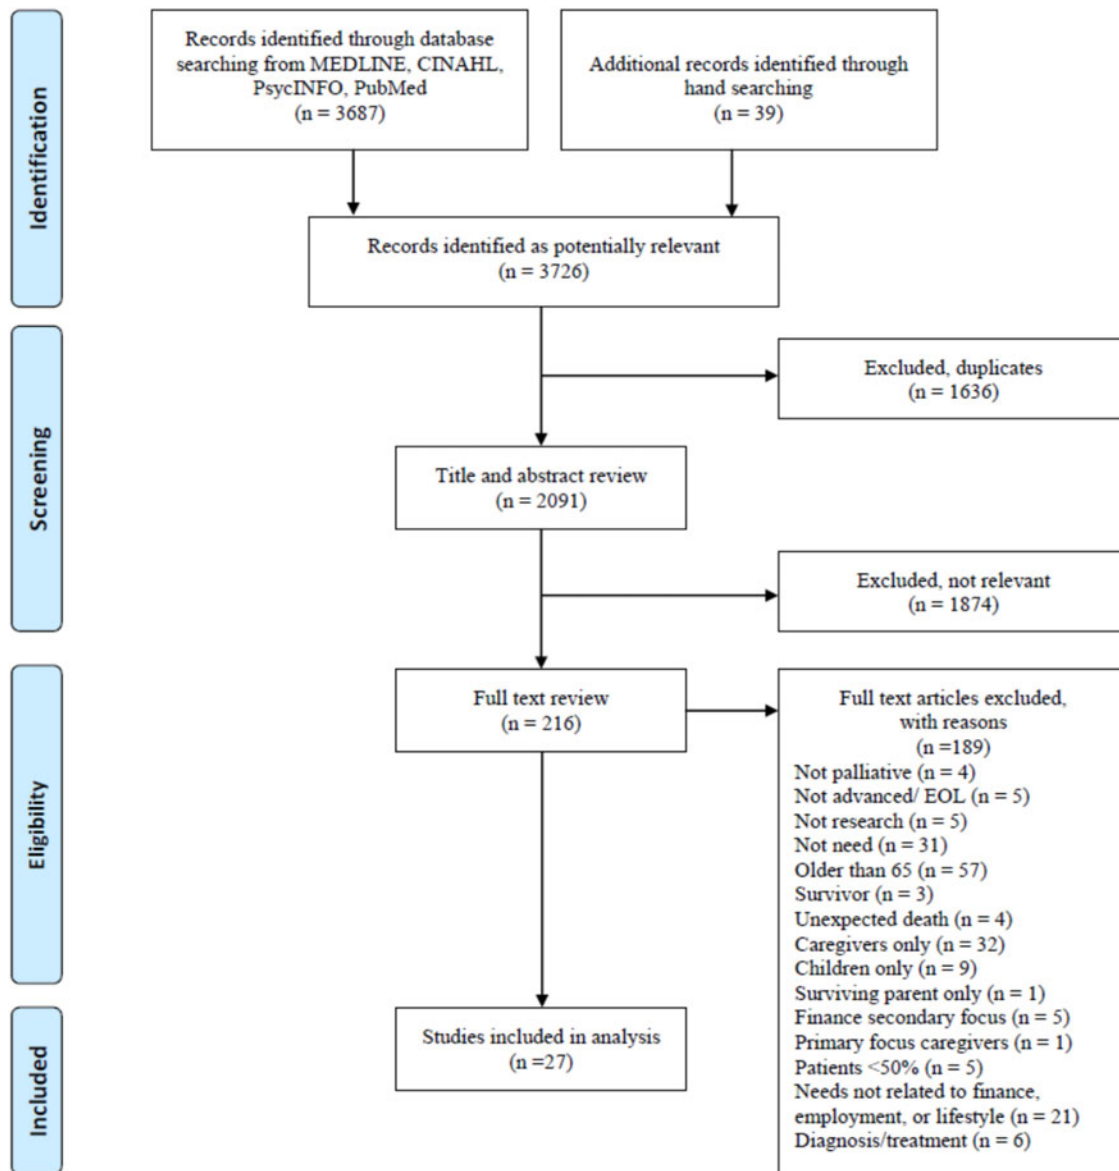 Identification
Records identified through database
searching from MEDLINE, CINAHL,
PsycINFO, PubMed
(n = 3687)
Additional records identified through
hand searching
(n = 39)
Records identified as potentially relevant
(n = 3726)
Screening
Excluded, duplicates
(n = 1636)
Title and abstract review
(n = 2091)
Excluded, not relevant
(n = 1874)
Eligibility
Full text review
(n = 216)
Full text articles excluded,
with reasons
(n =189)
Not palliative (n = 4)
Not advanced/ EOL (n = 5)
Not research (n = 5)
Not need (n = 31)
Older than 65 (n = 57)
Survivor (n = 3)
Unexpected death (n = 4)
Caregivers only (n = 32)
Children only (n = 9)
Surviving parent only (n = 1)
Finance secondary focus (n = 5)
Primary focus caregivers (n = 1)
Patients <50% (n = 5)
Needs not related to finance,
employment, or lifestyle (n = 21)
Diagnosis/treatment (n = 6)
Included
Studies included in analysis
(n =27)